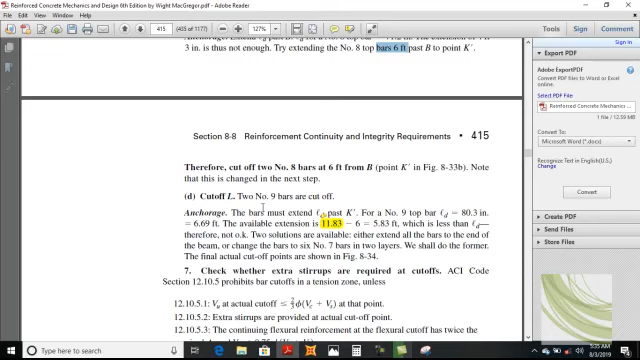 Reinforced Concrete Mechanics and Design 6th Edition by Wight MacGregor.pdf - Adobe Reader
File Edit View Window Help
415 (435 of 1177) 127% Tools Sign Comment
Sign In
3 in. is thus not enough. Try extending the No. 8 top bars 6 ft past B to point K′.
Section 8-8 Reinforcement Continuity and Integrity Requirements • 415
Therefore, cut off two No. 8 bars at 6 ft from B (point K′ in Fig. 8-33b). Note
that this is changed in the next step.
(d) Cutoff L. Two No. 9 bars are cut off.
Anchorage. The bars must extend ℓd past K′. For a No. 9 top bar ℓd = 80.3 in.
= 6.69 ft. The available extension is 11.83 − 6 = 5.83 ft, which is less than ℓd—
therefore, not o.k. Two solutions are available: either extend all the bars to the end of
the beam, or change the bars to six No. 7 bars in two layers. We shall do the former.
The final actual cut-off points are shown in Fig. 8-34.
7. Check whether extra stirrups are required at cutoffs. ACI Code
Section 12.10.5 prohibits bar cutoffs in a tension zone, unless
12.10.5.1: Vu at actual cutoff ≤ 2/3 ϕ(Vc + Vs) at that point.
12.10.5.2: Extra stirrups are provided at actual cut-off point.
12.10.5.3: The continuing flexural reinforcement at the flexural cutoff has twice the
Export PDF
Adobe ExportPDF
Convert PDF files to Word or Excel
online.
Select PDF File:
Reinforced Concrete Mechanics an...
1 file / 12.59 MB
Convert To:
Microsoft Word (*.docx)
Recognize Text in English(U.S.)
Change
Convert
Create PDF
Edit PDF
Combine PDF
Send Files
Store Files
Type here to search
5:35 AM
8/3/2019